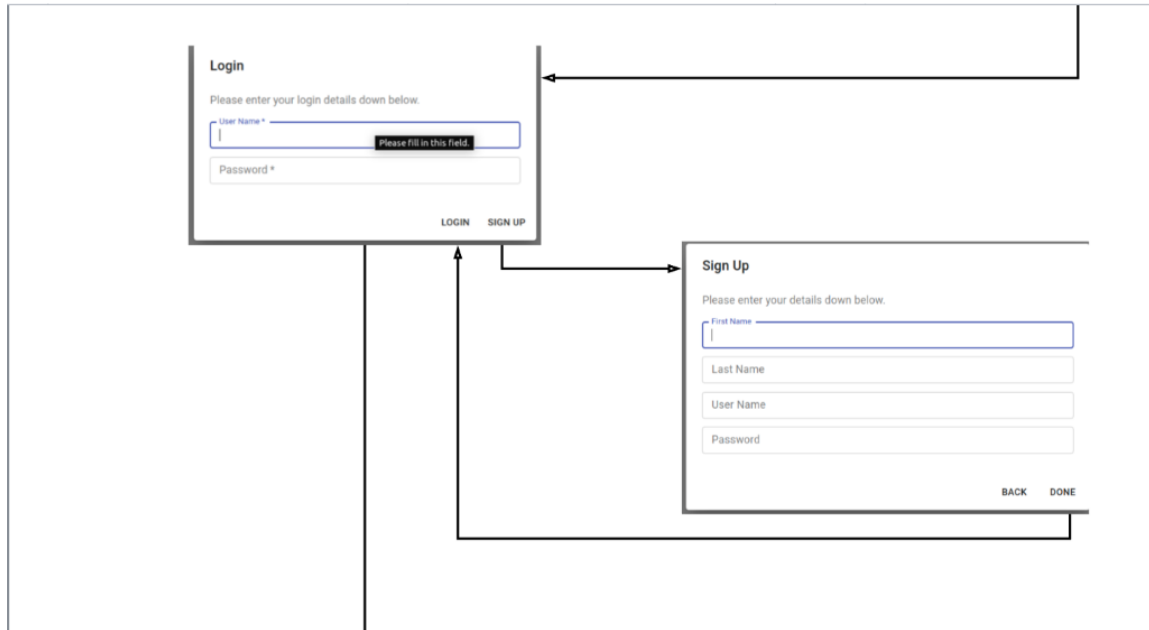 Login
Please enter your login details down below.
User Name *
Please fill in this field.
Password *
LOGIN SIGN UP
Sign Up
Please enter your details down below.
First Name
Last Name
User Name
Password
BACK DONE